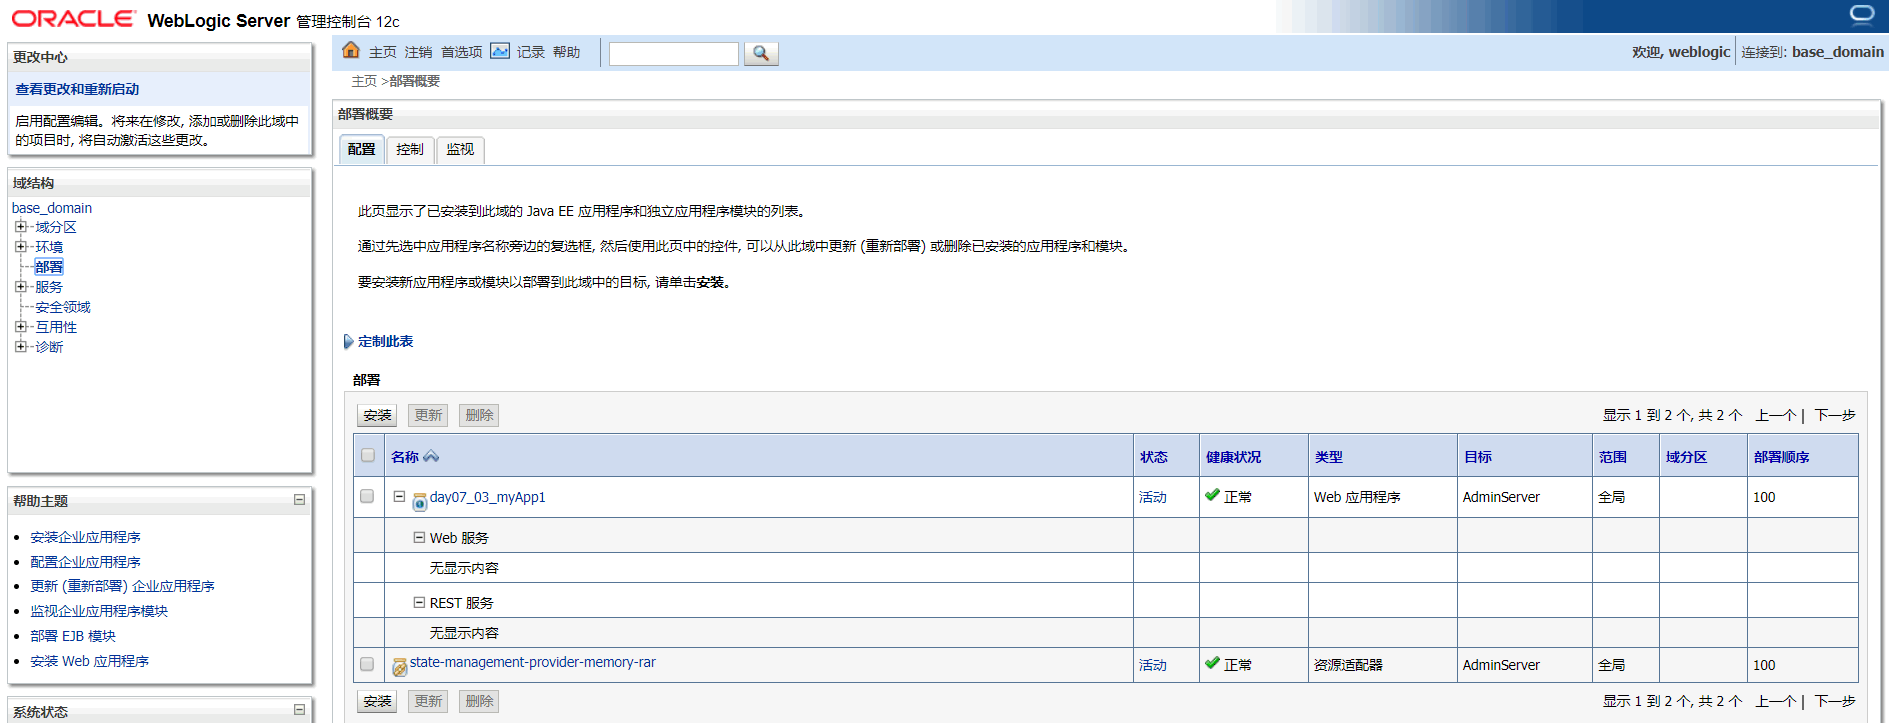 ORACLE WebLogic Server 管理控制台 12c
更改中心
查看更改和重新启动
启用配置编辑。将来在修改, 添加或删除此域中
的项目时, 将自动激活这些更改。
域结构
base_domain
域分区
环境
部署
服务
安全领域
互用性
诊断
帮助主题
安装企业应用程序
配置企业应用程序
更新 (重新部署) 企业应用程序
监视企业应用程序模块
部署 EJB 模块
安装 Web 应用程序
系统状态
主页 注销 首选项 记录 帮助
欢迎, weblogic 连接到: base_domain
主页 >部署概要
部署概要
配置 控制 监视
此页显示了已安装到此域的 Java EE 应用程序和独立应用程序模块的列表。
通过先选中应用程序名称旁边的复选框, 然后使用此页中的控件, 可以从此域中更新 (重新部署) 或删除已安装的应用程序和模块。
要安装新应用程序或模块以部署到此域中的目标, 请单击安装。
定制此表
部署
安装 更新 删除 显示 1 到 2 个, 共 2 个 上一个 | 下一步
名称 状态 健康状况 类型 目标 范围 域分区 部署顺序
day07_03_myApp1 活动 正常 Web 应用程序 AdminServer 全局 100
Web 服务
无显示内容
REST 服务
无显示内容
state-management-provider-memory-rar 活动 正常 资源适配器 AdminServer 全局 100
安装 更新 删除 显示 1 到 2 个, 共 2 个 上一个 | 下一步